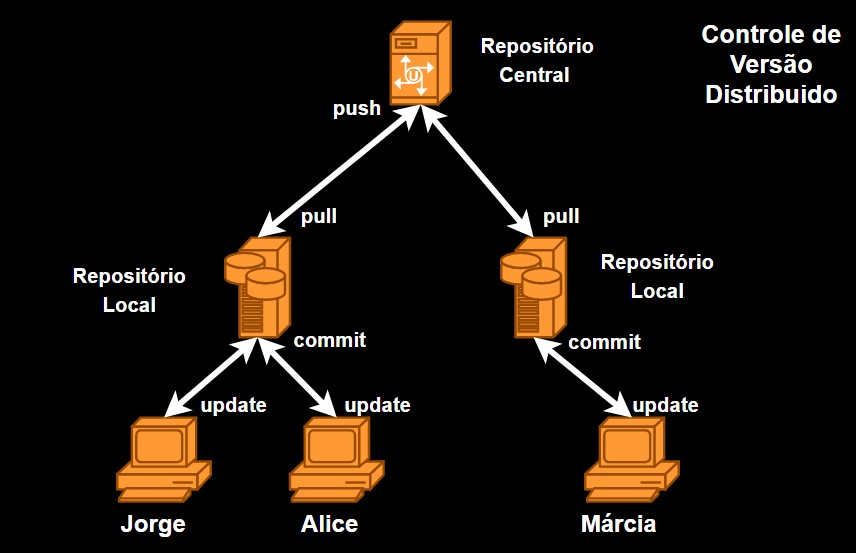 Controle de
Versão
Distribuido
Repositório
Central
U
push
pull
pull
Repositório
Local
Repositório
Local
commit
commit
update
update
update
Jorge
Alice
Márcia